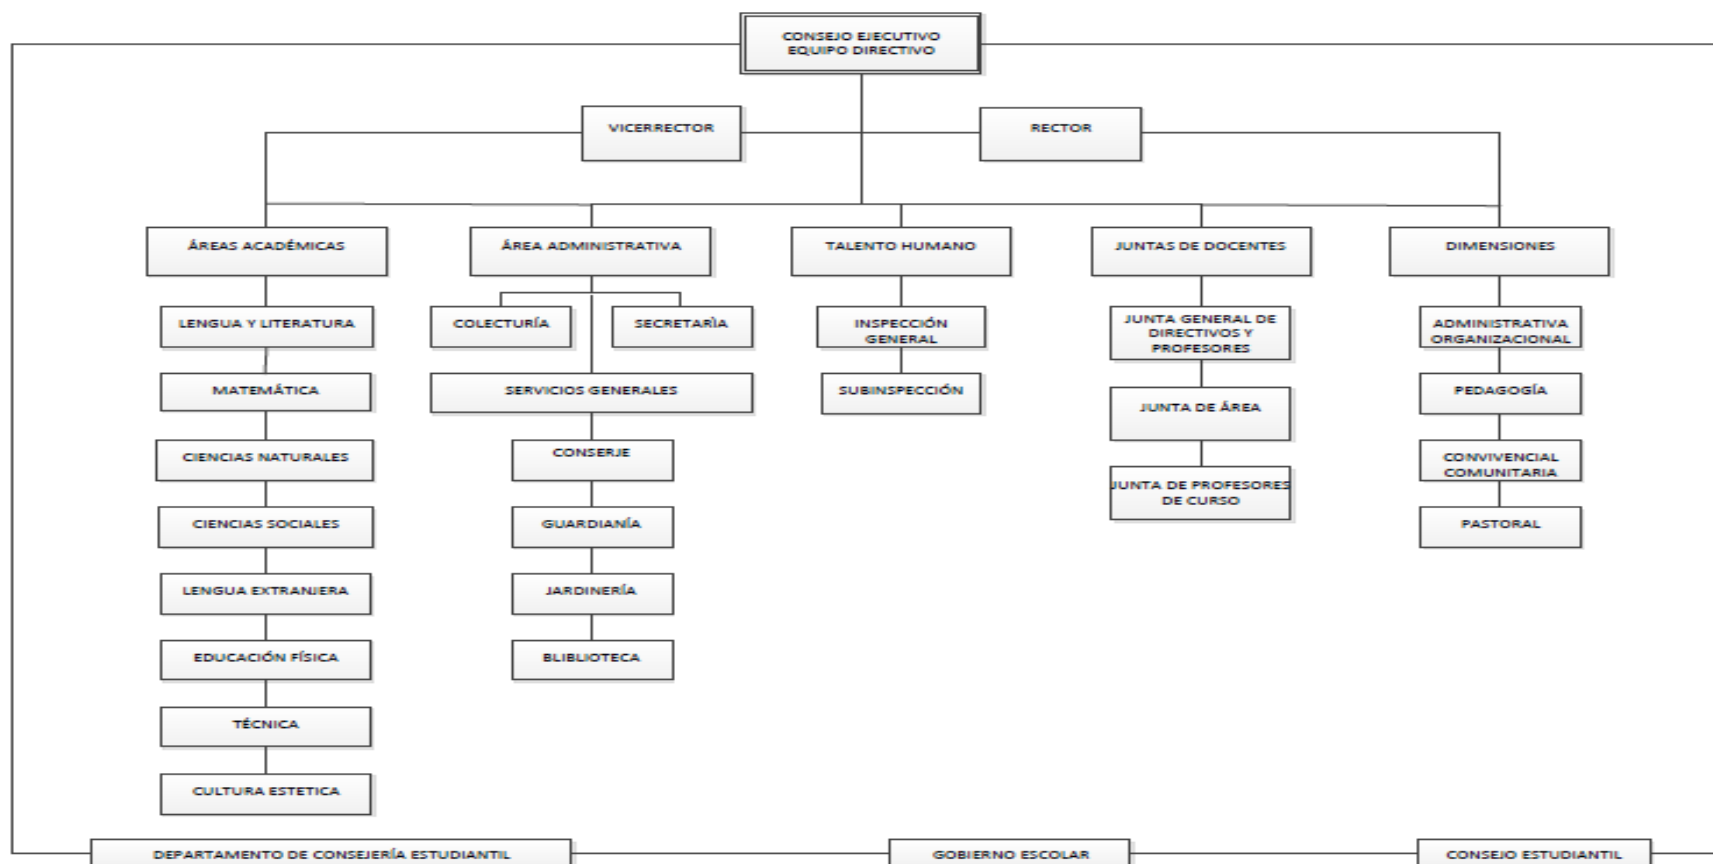 CONSEJO EJECUTIVO
EQUIPO DIRECTIVO
VICERRECTOR
RECTOR
ÁREAS ACADÉMICAS
ÁREA ADMINISTRATIVA
TALENTO HUMANO
JUNTAS DE DOCENTES
DIMENSIONES
LENGUA Y LITERATURA
COLECTURÍA
SECRETARÌA
INSPECCIÓN
GENERAL
JUNTA GENERAL DE
DIRECTIVOS Y
PROFESORES
ADMINISTRATIVA
ORGANIZACIONAL
MATEMÁTICA
SERVICIOS GENERALES
SUBINSPECCIÓN
JUNTA DE ÁREA
PEDAGOGÍA
CIENCIAS NATURALES
CONSERJE
JUNTA DE PROFESORES
DE CURSO
CONVIVENCIAL
COMUNITARIA
CIENCIAS SOCIALES
GUARDIANÍA
PASTORAL
LENGUA EXTRANJERA
JARDINERÍA
EDUCACIÓN FÍSICA
BLIBLIOTECA
TÉCNICA
CULTURA ESTETICA
DEPARTAMENTO DE CONSEJERÍA ESTUDIANTIL
GOBIERNO ESCOLAR
CONSEJO ESTUDIANTIL